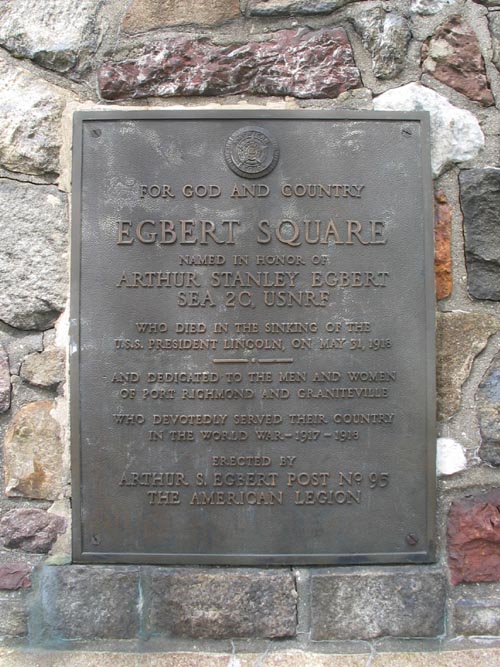 FOR GOD AND COUNTRY
EGBERT SQUARE
NAMED IN HONOR OF
ARTHUR STANLEY EGBERT
SEA. 2C, USNRF
WHO DIED IN THE SINKING OF THE
U.S.S. PRESIDENT LINCOLN, ON MAY 31, 1918
AND DEDICATED TO THE MEN AND WOMEN
OF PORT RICHMOND AND GRANITEVILLE
WHO DEVOTEDLY SERVED THEIR COUNTRY
IN THE WORLD WAR - 1917 - 1918
ERECTED BY
ARTHUR S. EGBERT POST No 95
THE AMERICAN LEGION